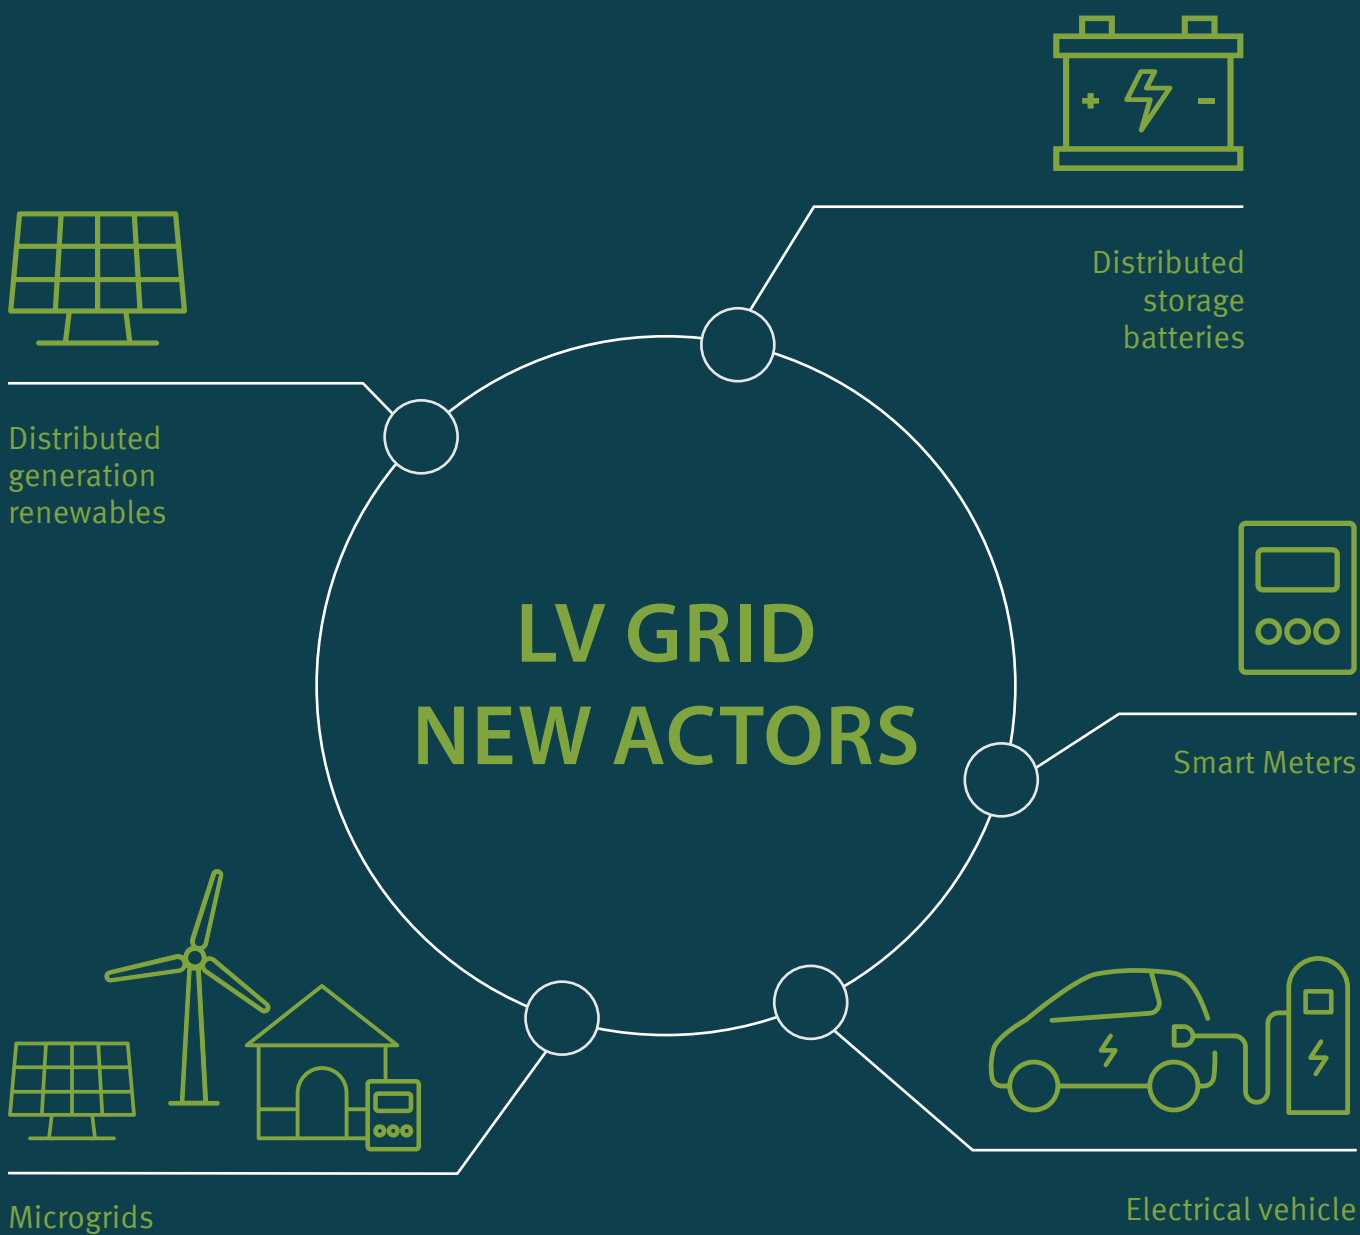 Distributed
storage
batteries
Distributed
generation
renewables
LV GRID
NEW ACTORS
Smart Meters
Microgrids
Electrical vehicle